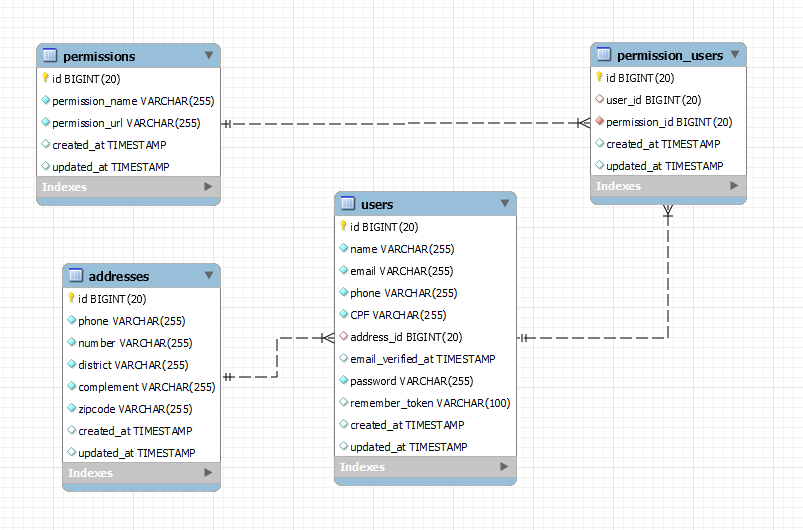 permissions
id BIGINT(20)
permission_name VARCHAR(255)
permission_url VARCHAR(255)
created_at TIMESTAMP
updated_at TIMESTAMP
Indexes
permission_users
id BIGINT(20)
user_id BIGINT(20)
permission_id BIGINT(20)
created_at TIMESTAMP
updated_at TIMESTAMP
Indexes
users
id BIGINT(20)
name VARCHAR(255)
email VARCHAR(255)
phone VARCHAR(255)
CPF VARCHAR(255)
address_id BIGINT(20)
email_verified_at TIMESTAMP
password VARCHAR(255)
remember_token VARCHAR(100)
created_at TIMESTAMP
updated_at TIMESTAMP
Indexes
addresses
id BIGINT(20)
phone VARCHAR(255)
number VARCHAR(255)
district VARCHAR(255)
complement VARCHAR(255)
zipcode VARCHAR(255)
created_at TIMESTAMP
updated_at TIMESTAMP
Indexes